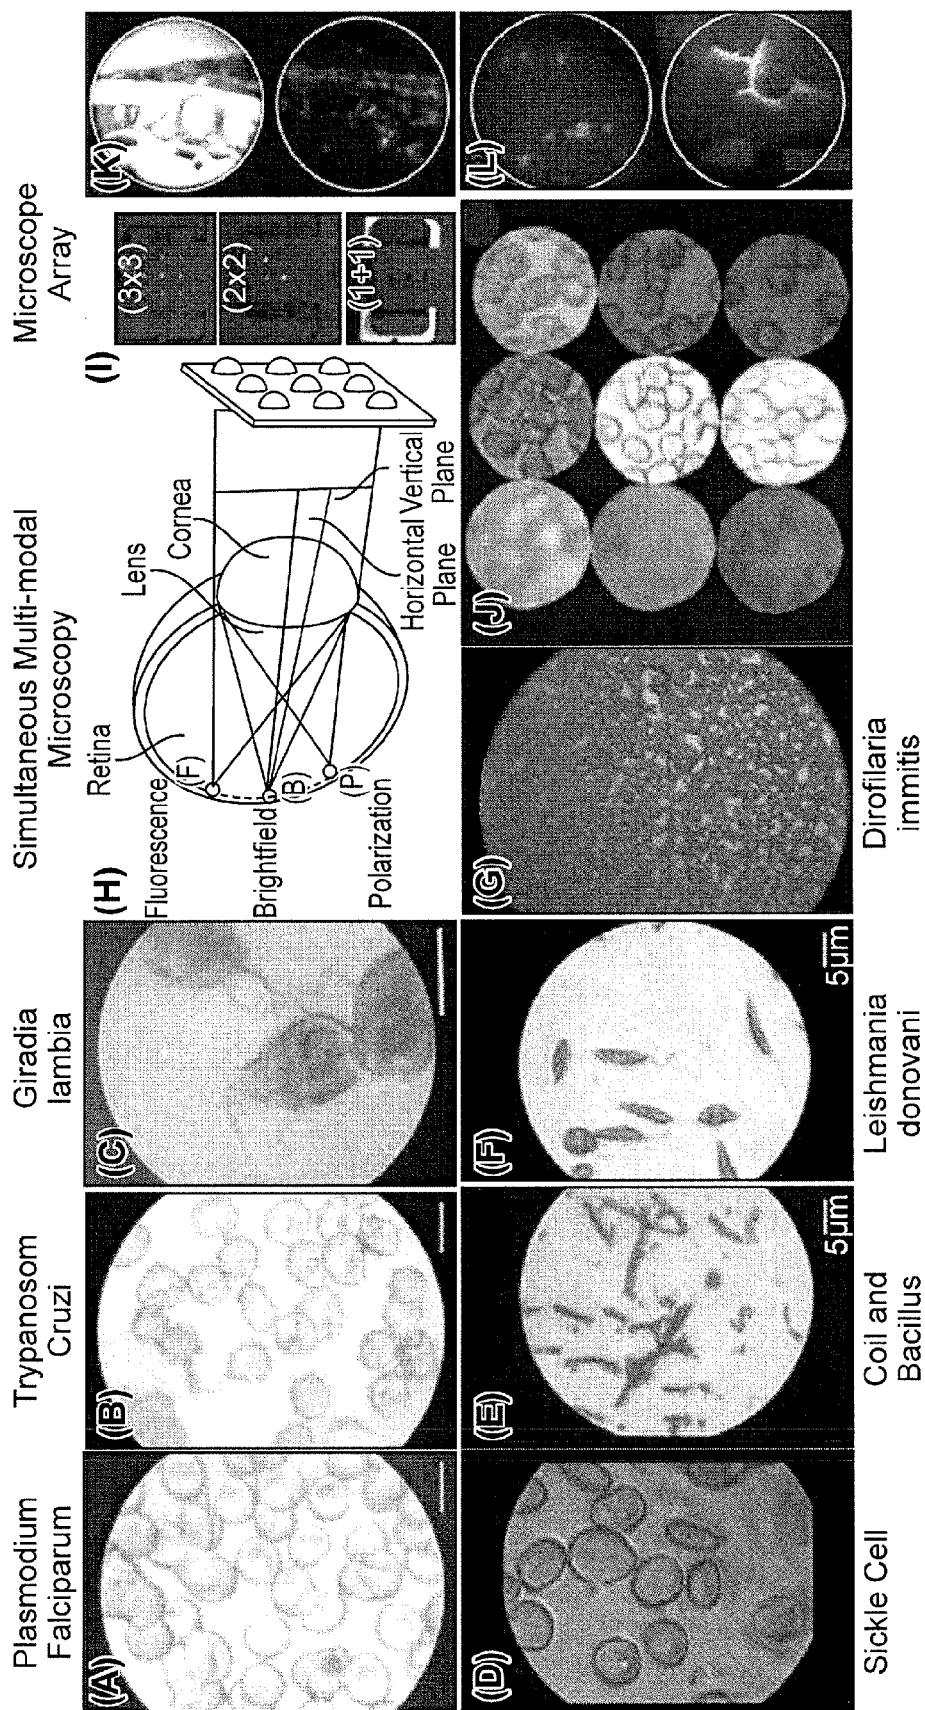 Plasmodium
Falciparum
Trypanosom
Cruzi
Giradia
lambia
Simultaneous Multi-modal
Microscopy
Microscope
Array
(A)
(B)
(C)
(H)
Retina
Lens
Cornea
Fluorescence
(F)
Brightfield
(B)
Polarization
(P)
Horizontal
Plane
Vertical
Plane
(I)
(3x3)
(2x2)
(1+1)
(K)
(D)
(E)
5μm
(F)
5μm
(G)
(J)
(L)
Sickle Cell
Coil and
Bacillus
Leishmania
donovani
Dirofilaria
immitis